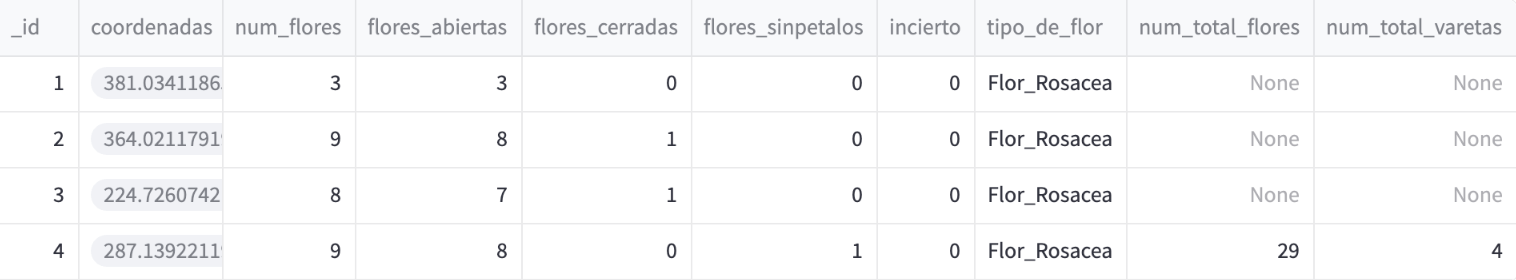 _id coordenadas num_flores flores_abiertas flores_cerradas flores_sinpetalos incierto tipo_de_flor num_total_flores num_total_varetas
1 381.0341186 3 3 0 0 0 Flor_Rosacea None None
2 364.0211791 9 8 1 0 0 Flor_Rosacea None None
3 224.7260742 8 7 1 0 0 Flor_Rosacea None None
4 287.1392211 9 8 0 1 0 Flor_Rosacea 29 4